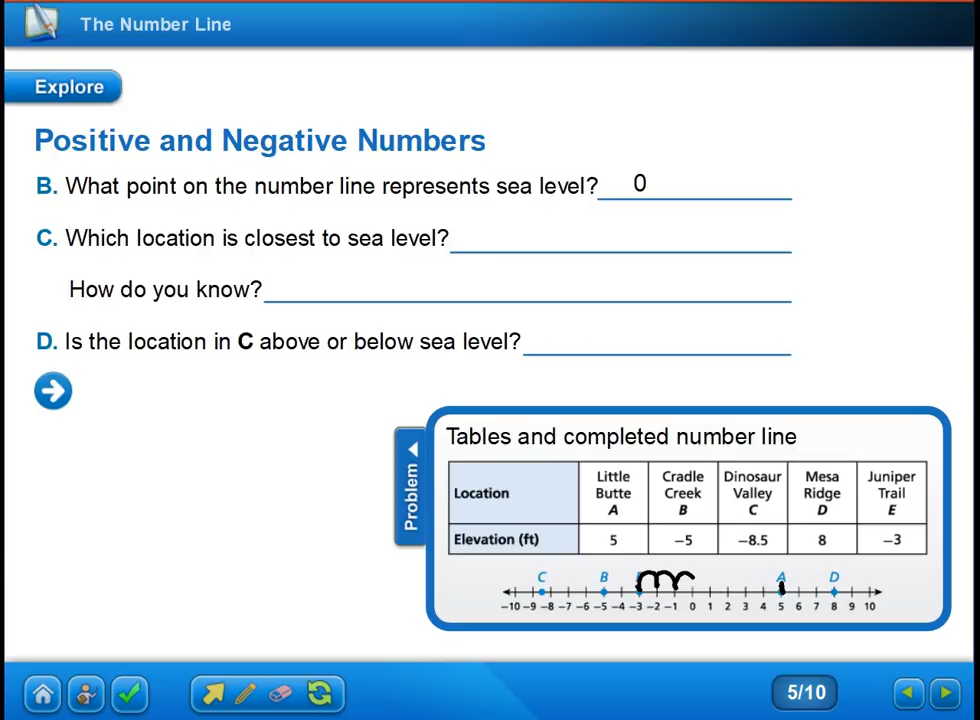 The Number Line
Explore
Positive and Negative Numbers
B. What point on the number line represents sea level? 0
C. Which location is closest to sea level?
How do you know?
D. Is the location in C above or below sea level?
Problem
Tables and completed number line
Location Little Butte A Cradle Creek B Dinosaur Valley C Mesa Ridge D Juniper Trail E
Elevation (ft) 5 −5 −8.5 8 −3
C B A D
−10 −9 −8 −7 −6 −5 −4 −3 −2 −1 0 1 2 3 4 5 6 7 8 9 10
5/10